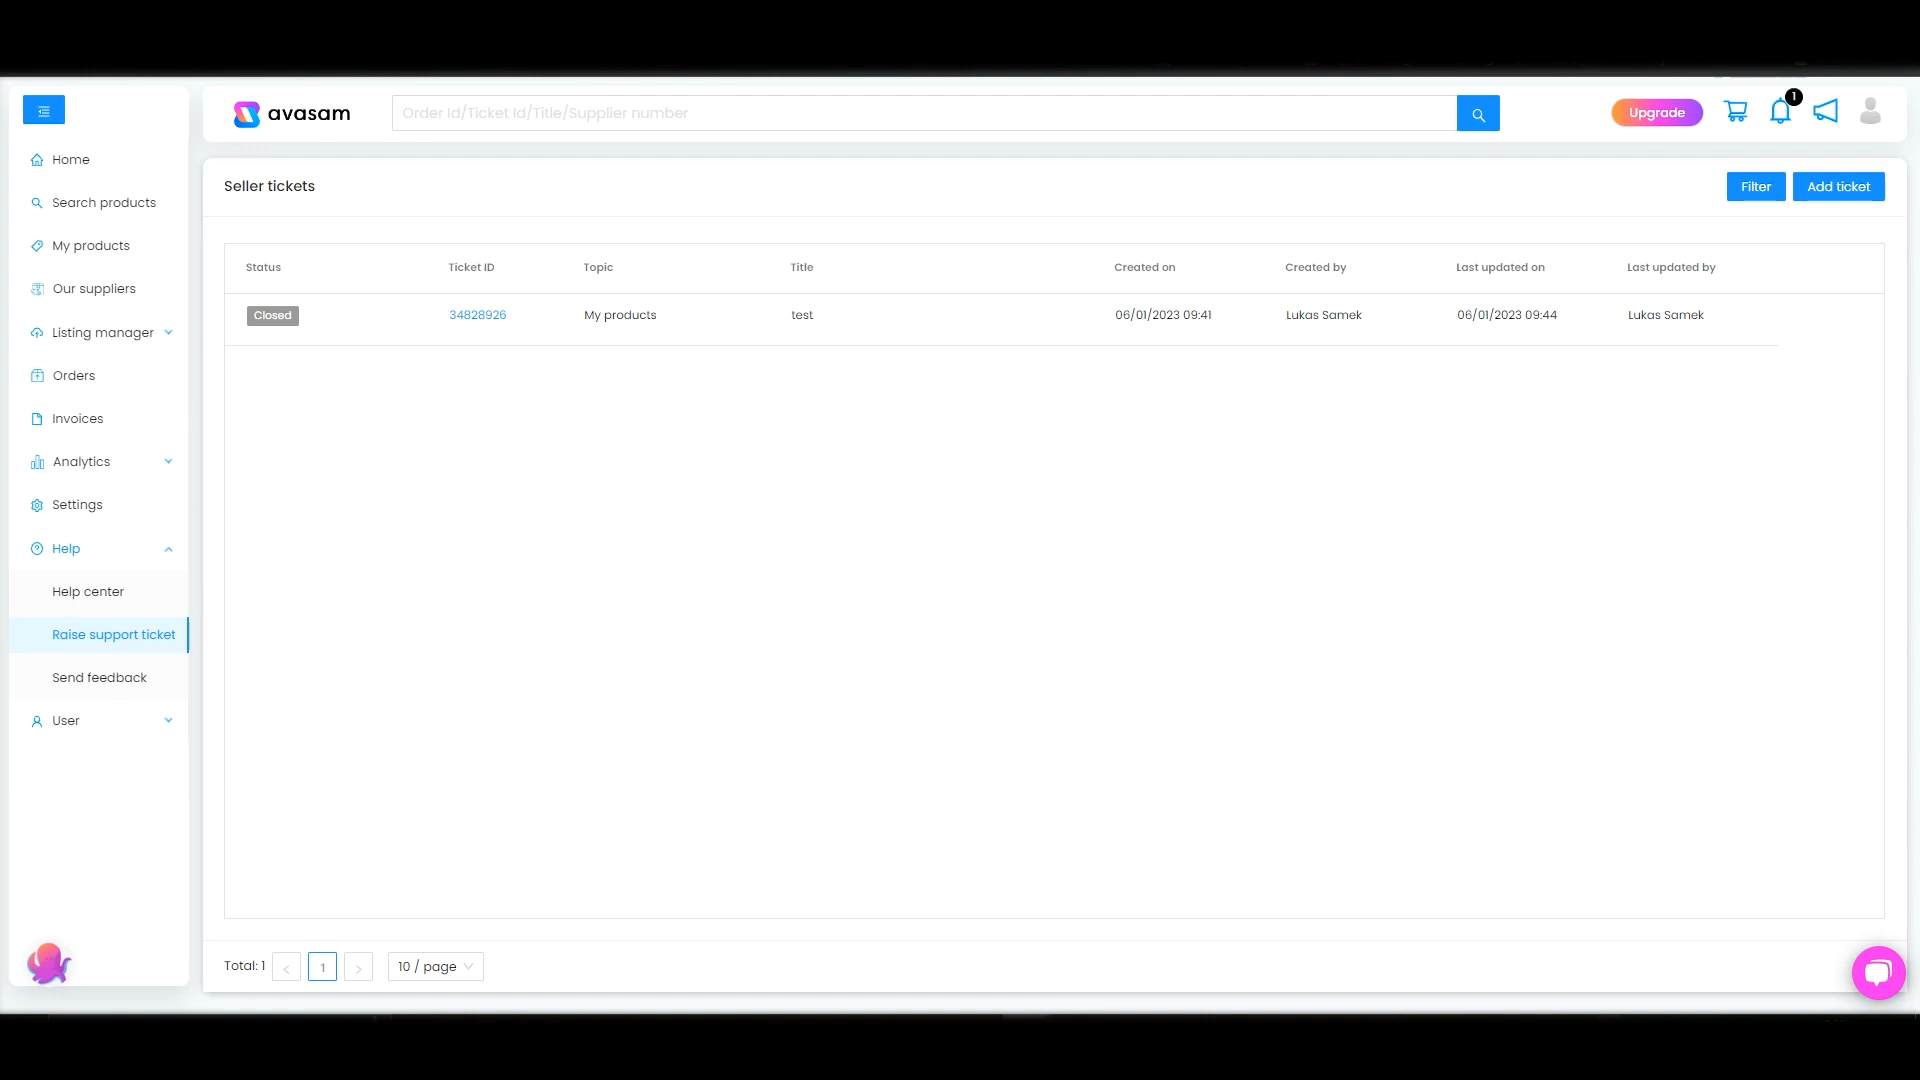 avasam
Order Id/Ticket Id/Title/Supplier number
Upgrade
1
Home
Search products
My products
Our suppliers
Listing manager
Orders
Invoices
Analytics
Settings
Help
Help center
Raise support ticket
Send feedback
User
Seller tickets
Filter
Add ticket
Status Ticket ID Topic Title Created on Created by Last updated on Last updated by
Closed 34828926 My products test 06/01/2023 09:41 Lukas Samek 06/01/2023 09:44 Lukas Samek
Total: 1 < 1 > 10 / page